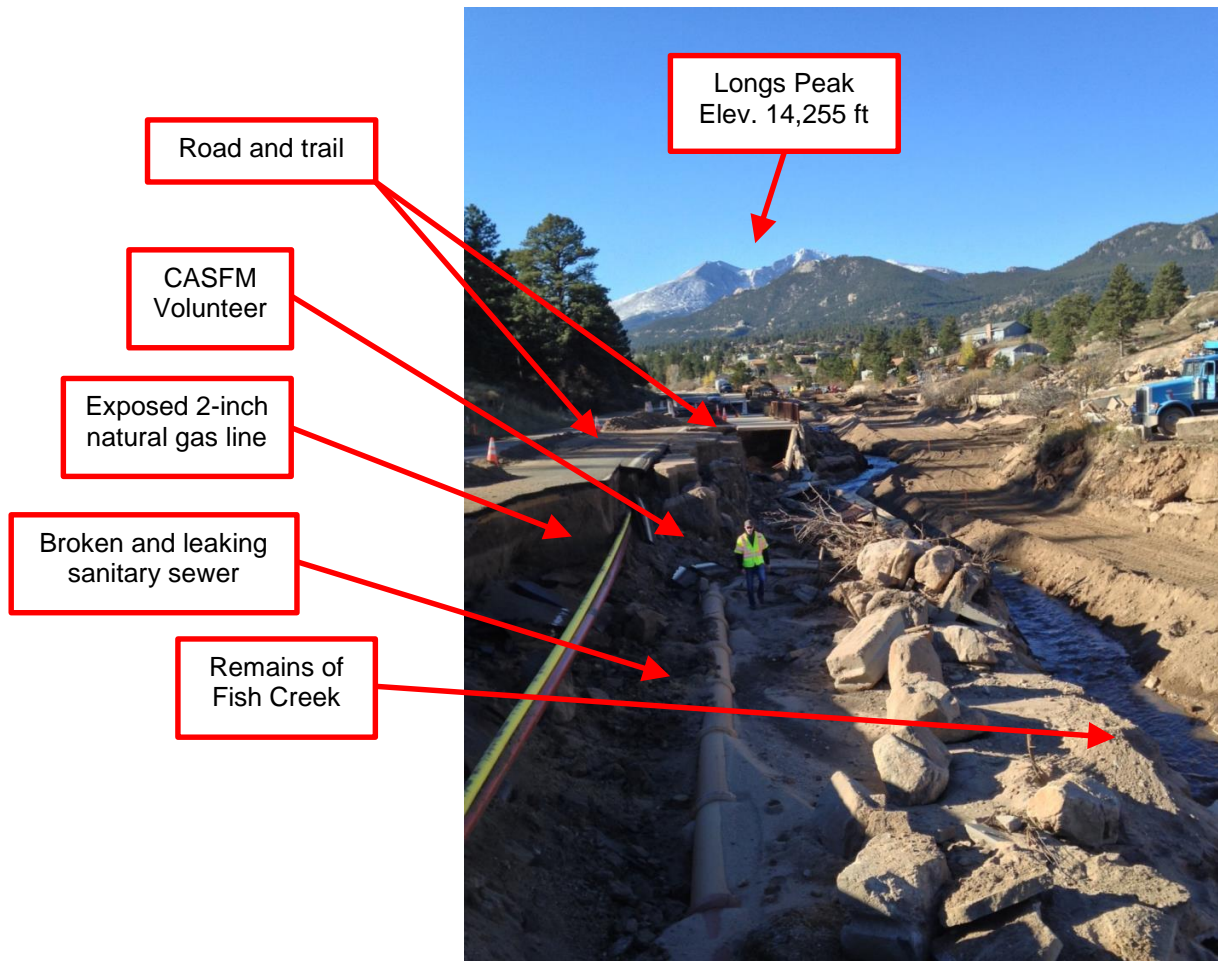 Longs Peak
Elev. 14,255 ft
Road and trail
CASFM
Volunteer
Exposed 2-inch
natural gas line
Broken and leaking
sanitary sewer
Remains of
Fish Creek